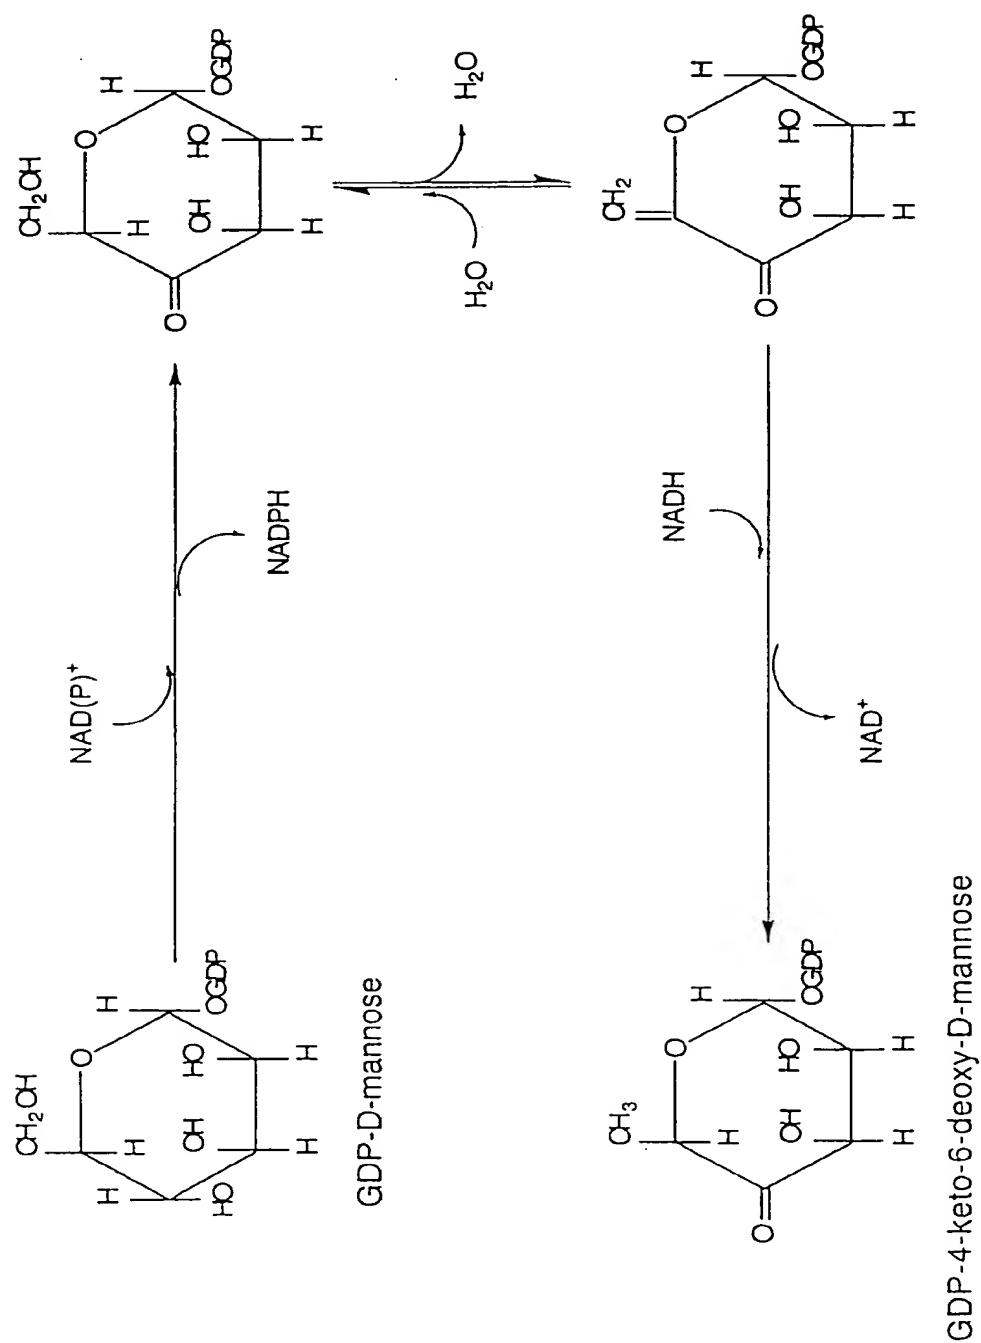 CH₂OH
O
H
H
H
HO
OH
HO
OGDP
H
H
GDP-D-mannose
NAD(P)⁺
NADPH
CH₂OH
O
H
H
O
OH
HO
OGDP
H
H
H₂O
H₂O
CH₂
O
H
O
OH
HO
OGDP
H
H
NADH
NAD⁺
CH₃
O
H
H
O
OH
HO
OGDP
H
H
GDP-4-keto-6-deoxy-D-mannose